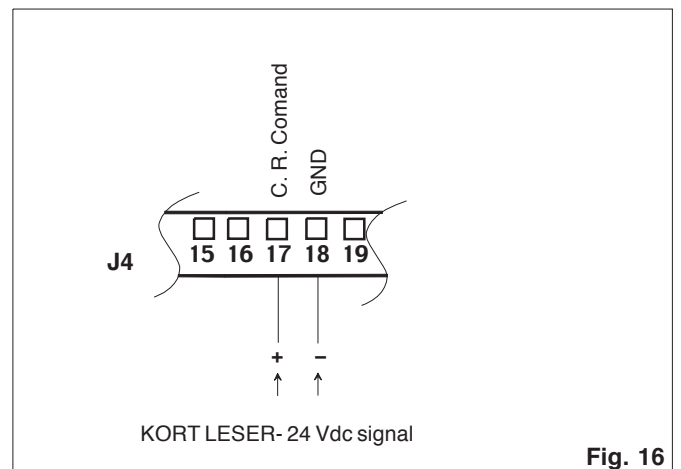 C. R. Comand
GND
15 16 17 18 19
J4
+ –
KORT LESER- 24 Vdc signal
Fig. 16